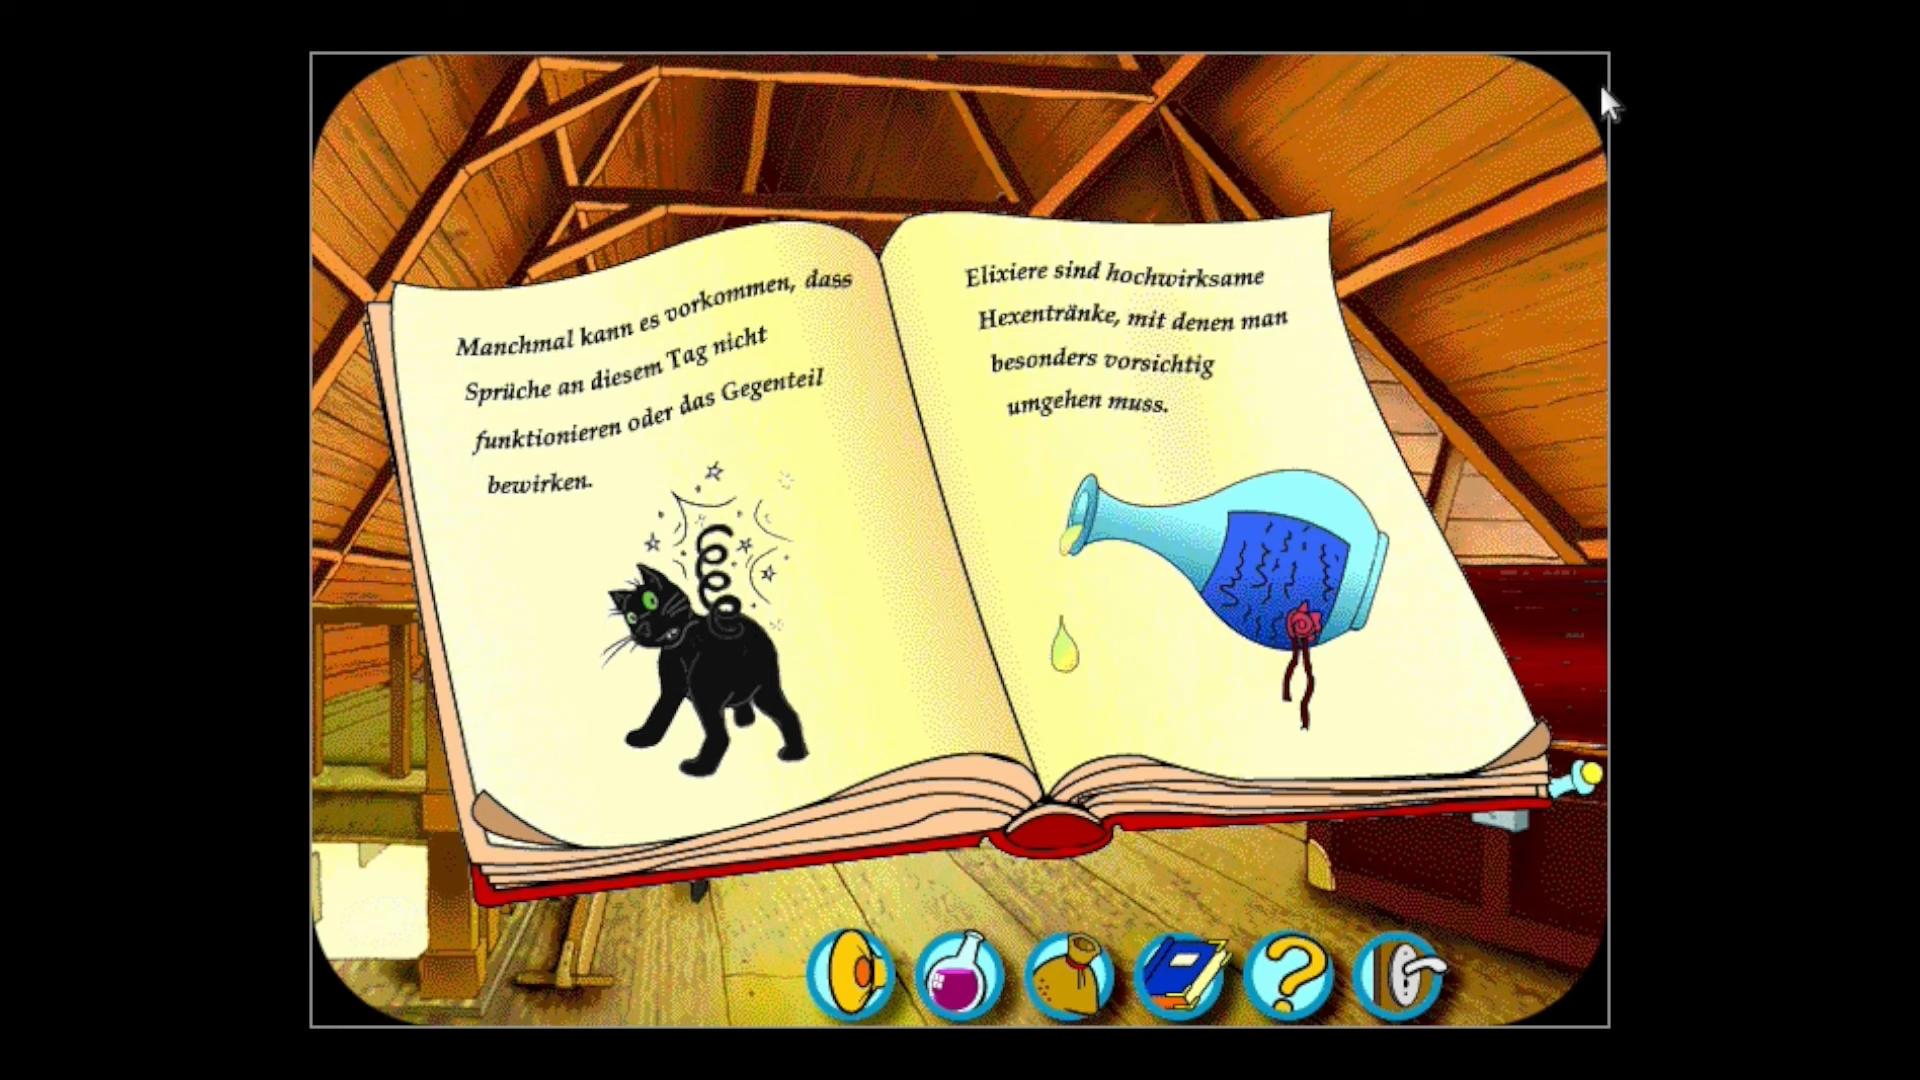 Manchmal kann es vorkommen, dass
Sprüche an diesem Tag nicht
funktionieren oder das Gegenteil
bewirken.
Elixiere sind hochwirksame
Hexentränke, mit denen man
besonders vorsichtig
umgehen muss.